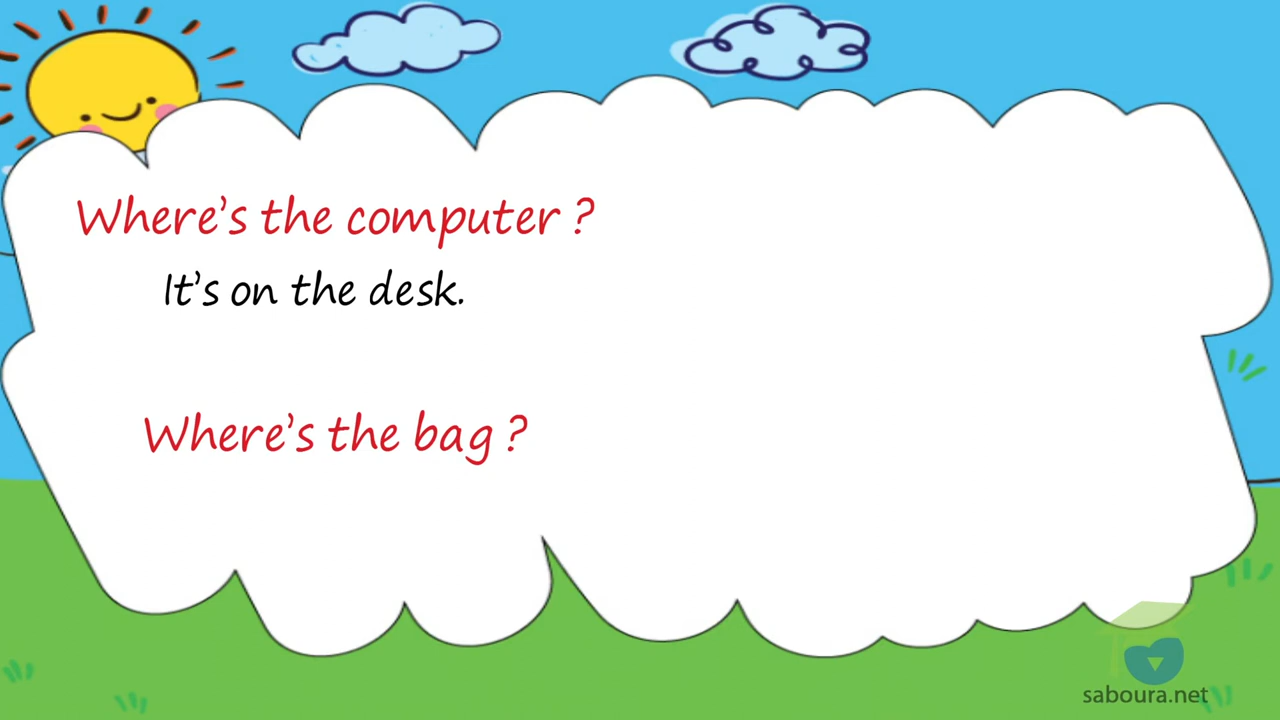 Where's the computer ?
It's on the desk.
Where's the bag ?
saboura.net